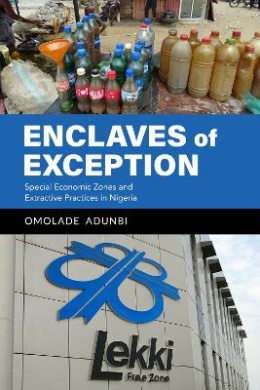 ENCLAVES of
EXCEPTION
Special Economic Zones and
Extractive Practices in Nigeria
OMOLADE ADUNBI
Lekki
Free Zone